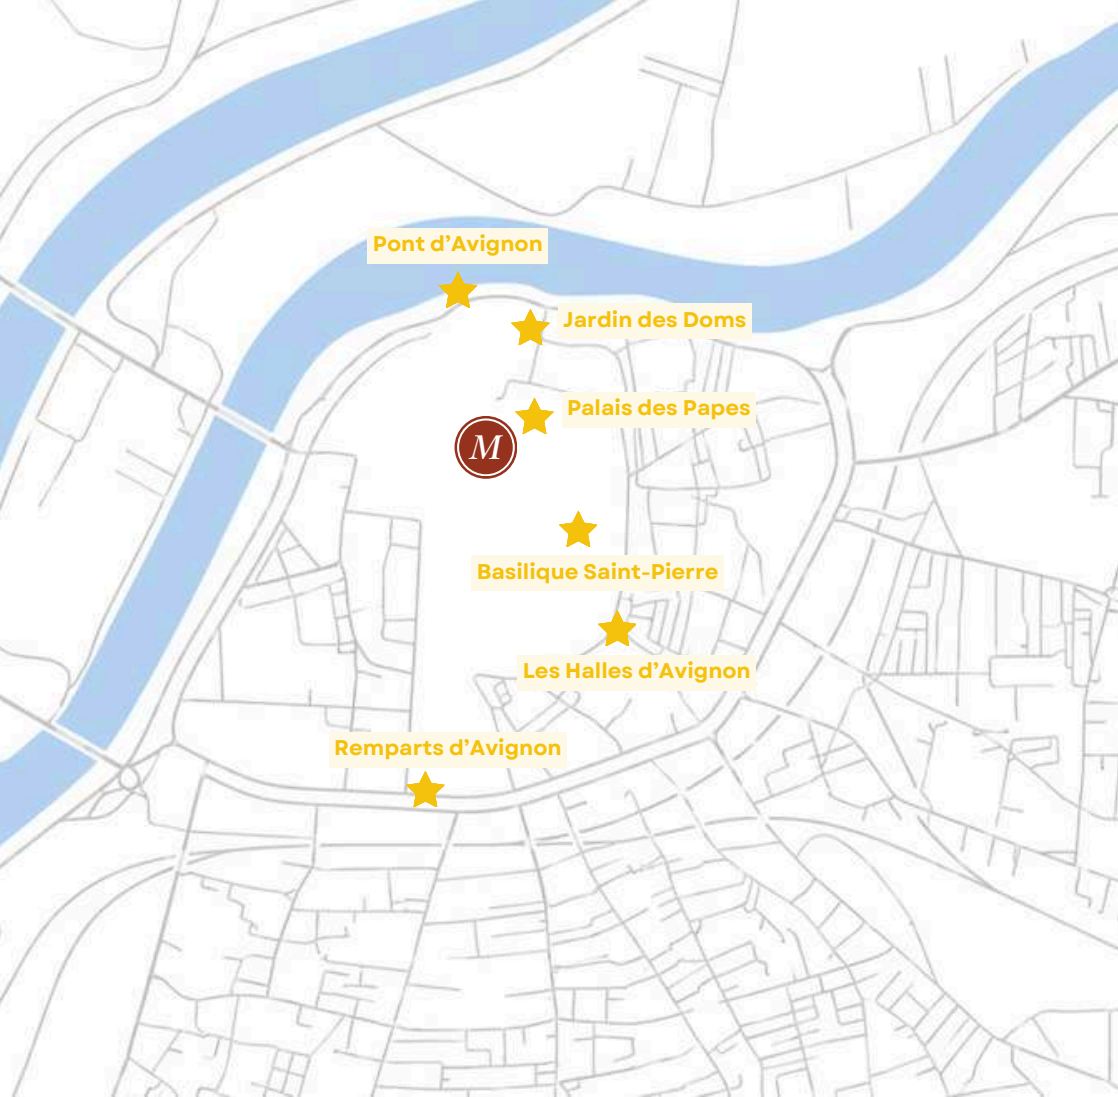 Pont d’Avignon
Jardin des Doms
Palais des Papes
M
Basilique Saint-Pierre
Les Halles d’Avignon
Remparts d’Avignon